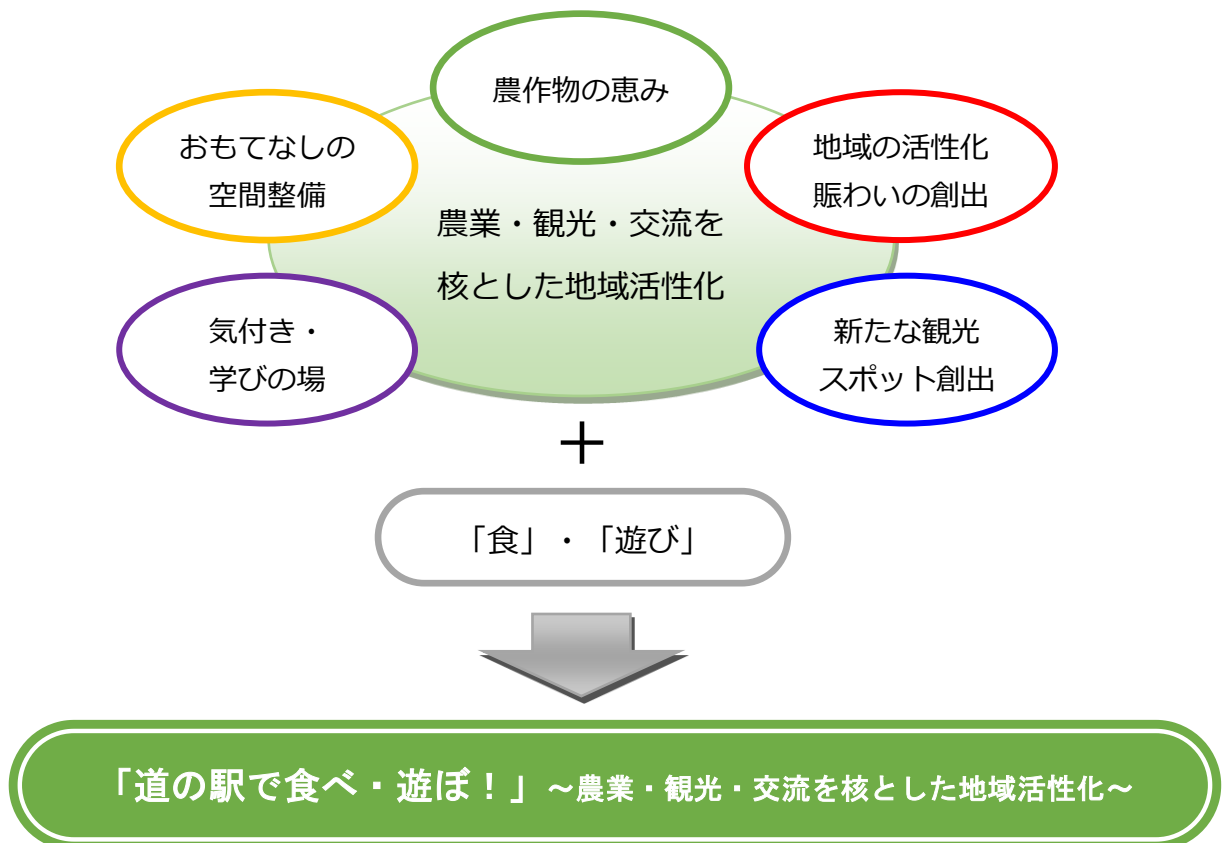 農作物の恵み
おもてなしの
空間整備
地域の活性化
賑わいの創出
農業・観光・交流を
核とした地域活性化
気付き・
学びの場
新たな観光
スポット創出
＋
「食」・「遊び」
「道の駅で食べ・遊ぼ！」～農業・観光・交流を核とした地域活性化～